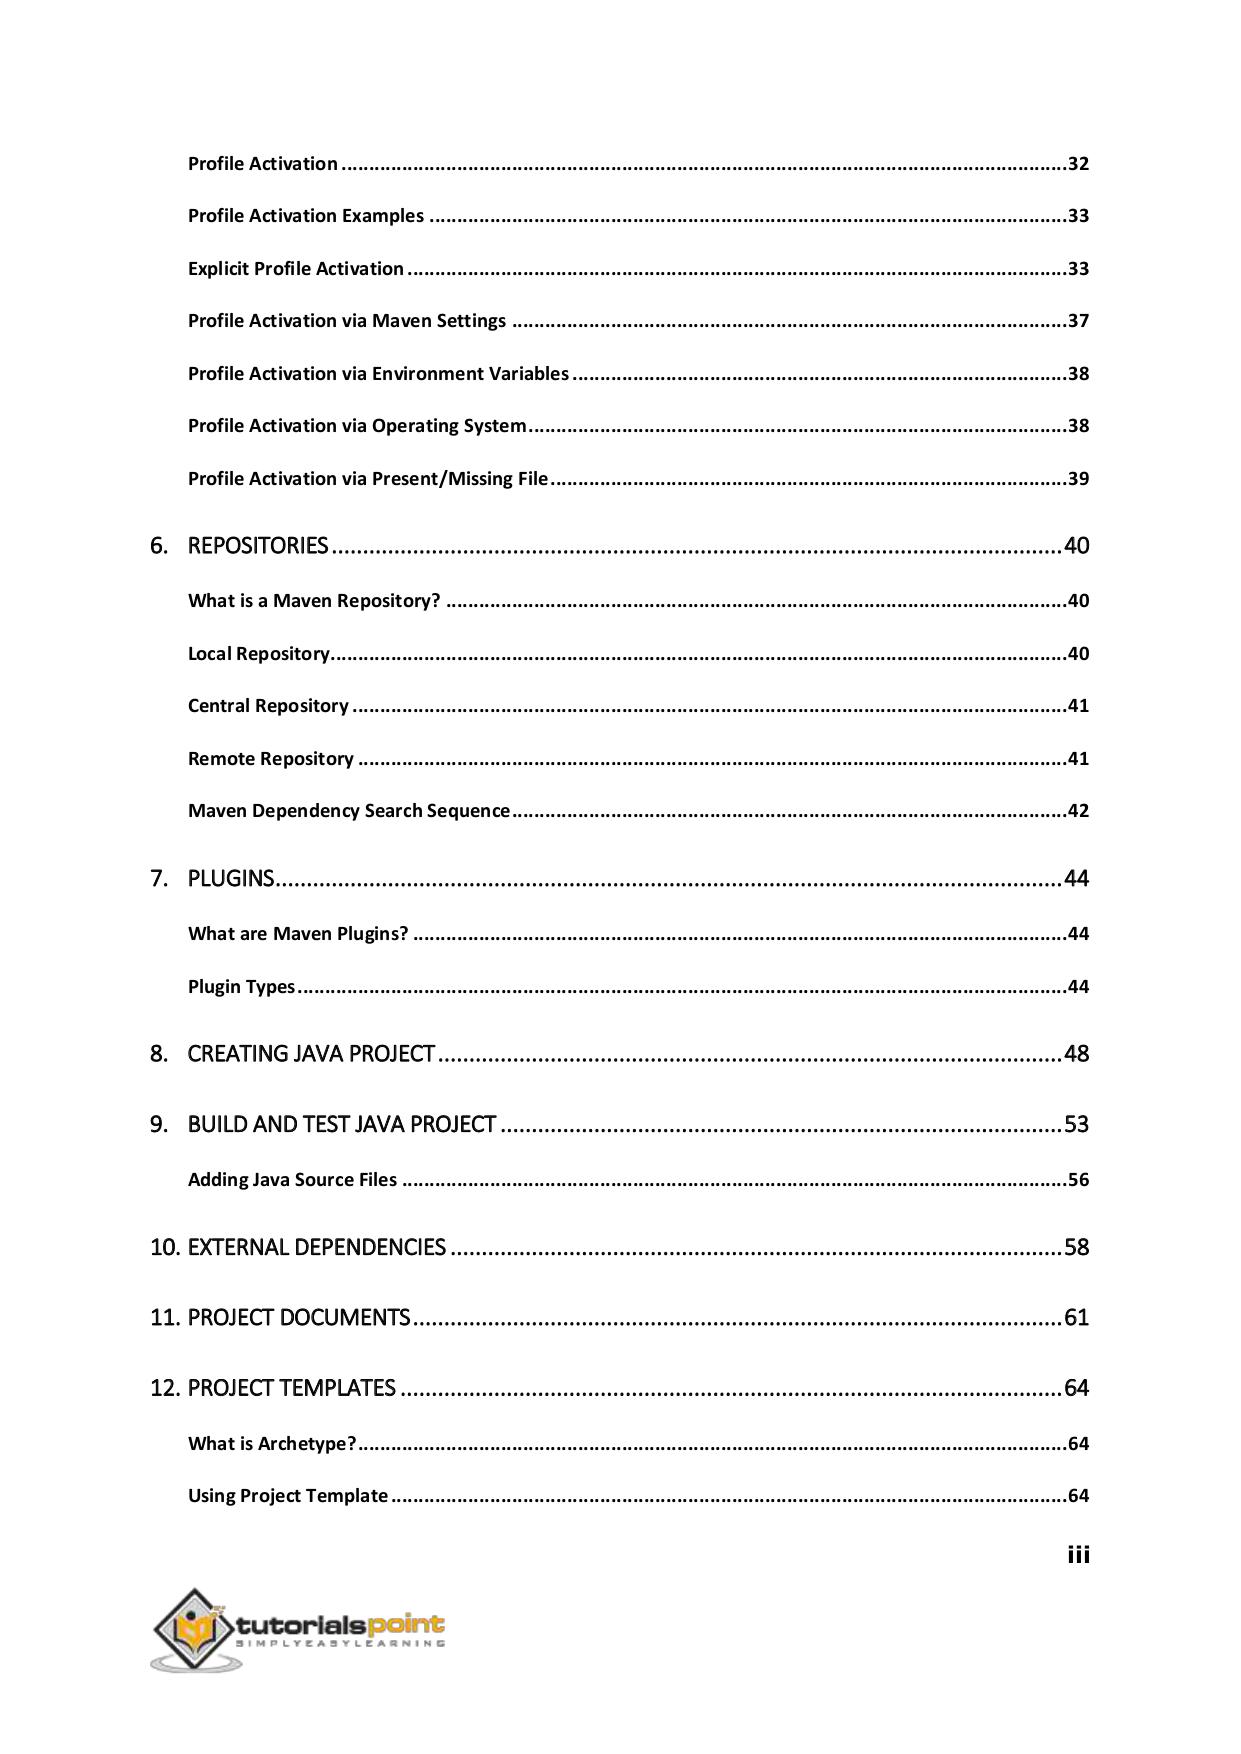 Profile Activation ........................................................................................................................................32
Profile Activation Examples ........................................................................................................................33
Explicit Profile Activation ............................................................................................................................33
Profile Activation via Maven Settings .........................................................................................................37
Profile Activation via Environment Variables ..............................................................................................38
Profile Activation via Operating System......................................................................................................38
Profile Activation via Present/Missing File..................................................................................................39
6. REPOSITORIES .....................................................................................................................40
What is a Maven Repository? .....................................................................................................................40
Local Repository..........................................................................................................................................40
Central Repository ......................................................................................................................................41
Remote Repository .....................................................................................................................................41
Maven Dependency Search Sequence.........................................................................................................42
7. PLUGINS..............................................................................................................................44
What are Maven Plugins? ...........................................................................................................................44
Plugin Types................................................................................................................................................44
8. CREATING JAVA PROJECT ....................................................................................................48
9. BUILD AND TEST JAVA PROJECT ..........................................................................................53
Adding Java Source Files .............................................................................................................................56
10. EXTERNAL DEPENDENCIES ..................................................................................................58
11. PROJECT DOCUMENTS........................................................................................................61
12. PROJECT TEMPLATES ..........................................................................................................64
What is Archetype?.....................................................................................................................................64
Using Project Template ...............................................................................................................................64
iii
tutorialspoint
SIMPLYEASYLEARNING